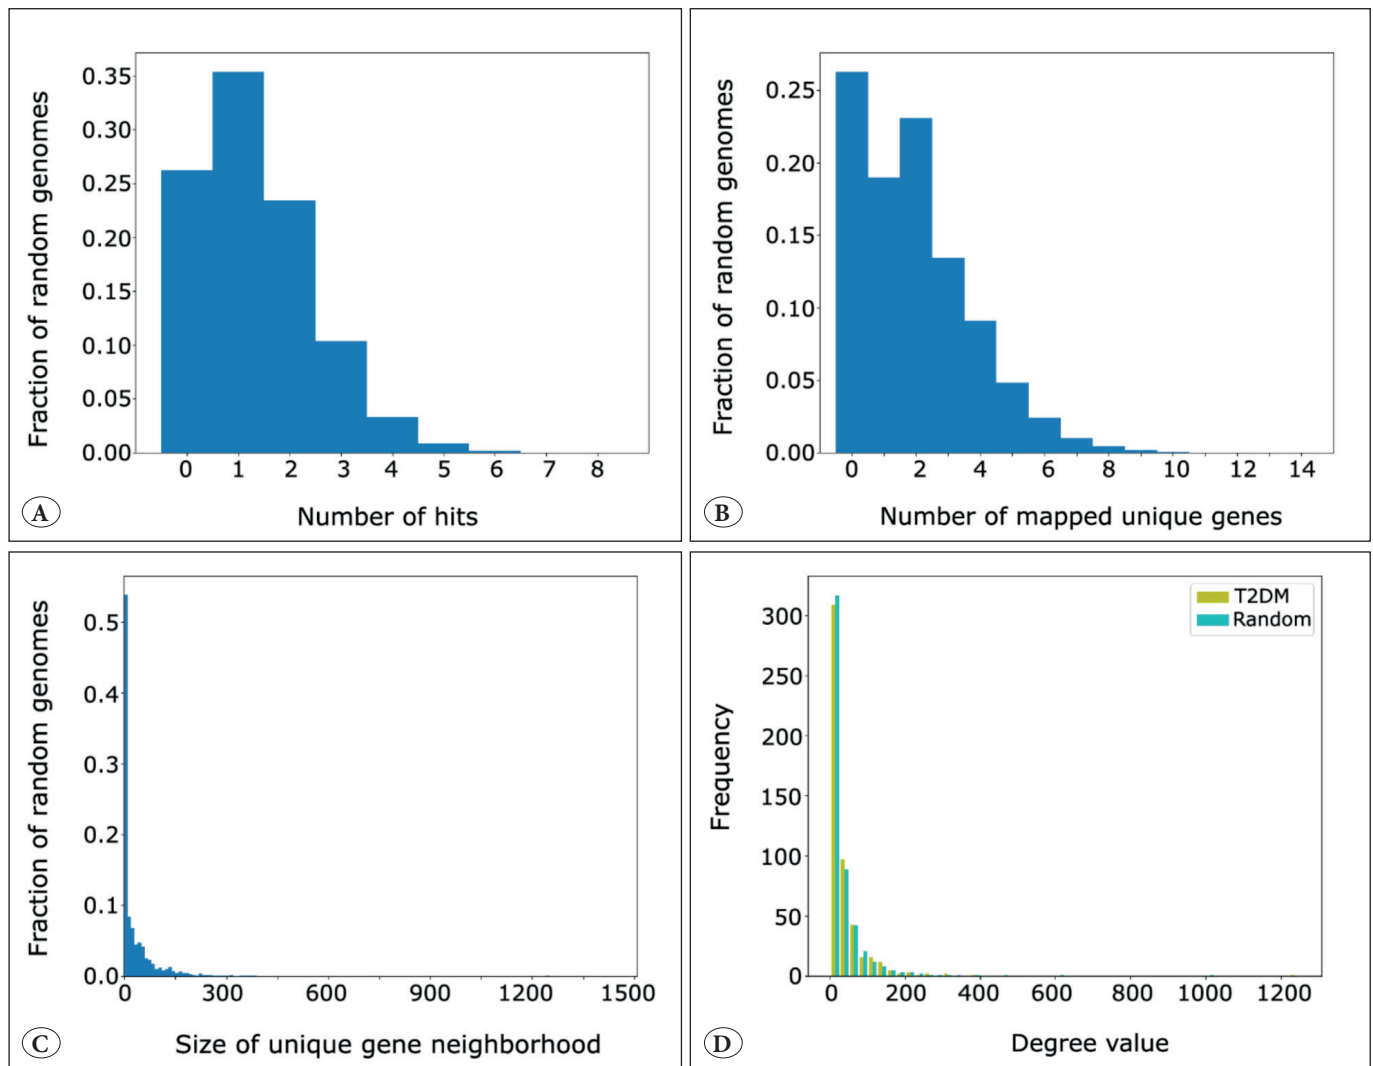 Fraction of random genomes
0.35
0.30
0.25
0.20
0.15
0.10
0.05
0.00
0 1 2 3 4 5 6 7 8
Number of hits
A
Fraction of random genomes
0.25
0.20
0.15
0.10
0.05
0.00
0 2 4 6 8 10 12 14
Number of mapped unique genes
B
Fraction of random genomes
0.5
0.4
0.3
0.2
0.1
0.0
0 300 600 900 1200 1500
Size of unique gene neighborhood
C
T2DM
Random
Frequency
300
250
200
150
100
50
0
0 200 400 600 800 1000 1200
Degree value
D